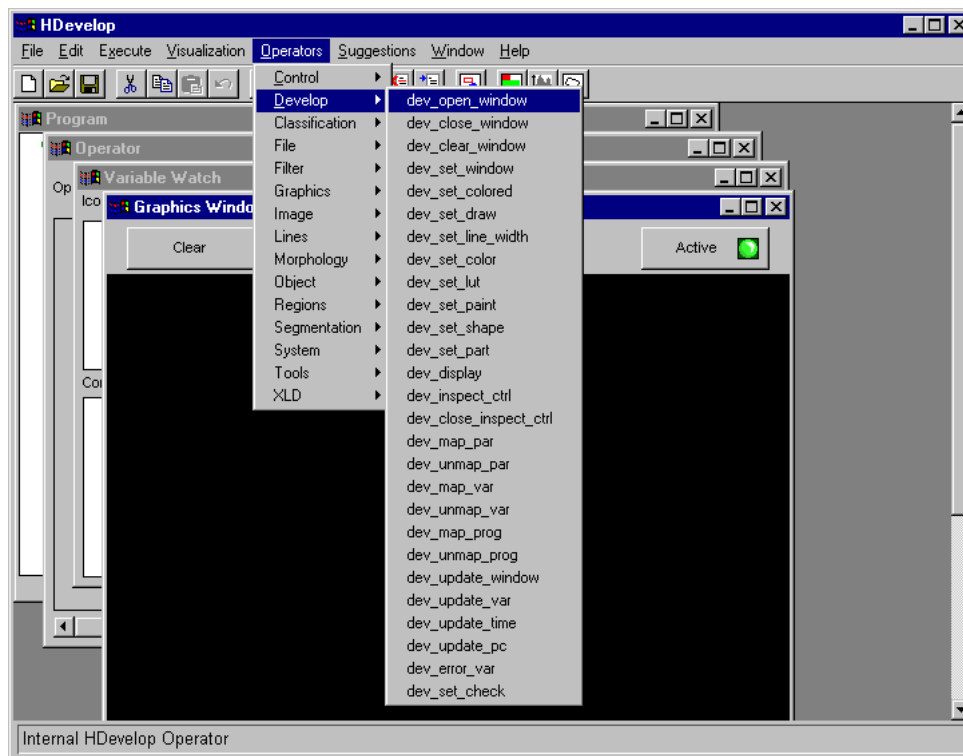 HDevelop
File Edit Execute Visualization Operators Suggestions Window Help
Program
Operator
Variable Watch
Graphics Windo
Op
Ico
Clear
Active
Co
Control
Develop
Classification
File
Filter
Graphics
Image
Lines
Morphology
Object
Regions
Segmentation
System
Tools
XLD
dev_open_window
dev_close_window
dev_clear_window
dev_set_window
dev_set_colored
dev_set_draw
dev_set_line_width
dev_set_color
dev_set_lut
dev_set_paint
dev_set_shape
dev_set_part
dev_display
dev_inspect_ctrl
dev_close_inspect_ctrl
dev_map_par
dev_unmap_par
dev_map_var
dev_unmap_var
dev_map_prog
dev_unmap_prog
dev_update_window
dev_update_var
dev_update_time
dev_update_pc
dev_error_var
dev_set_check
Internal HDevelop Operator